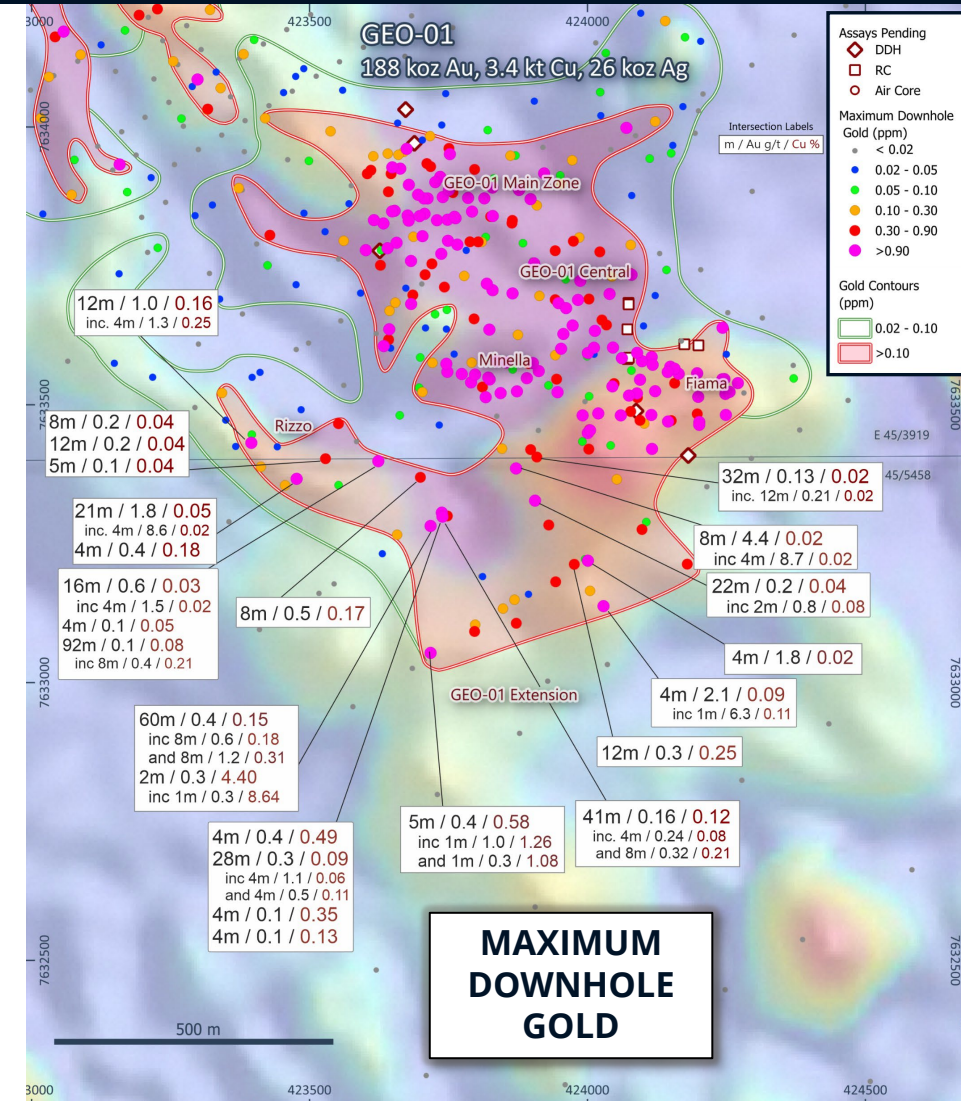 3000
423500
424000
GEO-01
188 koz Au, 3.4 kt Cu, 26 koz Ag
Assays Pending
DDH
RC
Air Core
Maximum Downhole
Gold (ppm)
< 0.02
0.02 - 0.05
0.05 - 0.10
0.10 - 0.30
0.30 - 0.90
>0.90
Gold Contours
(ppm)
0.02 - 0.10
>0.10
Intersection Labels
m / Au g/t / Cu %
7634000
GEO-01 Main Zone
GEO-01 Central
Minella
Fiama
Rizzo
7633500
7633500
E 45/3919
45/5458
12m / 1.0 / 0.16
inc. 4m / 1.3 / 0.25
8m / 0.2 / 0.04
12m / 0.2 / 0.04
5m / 0.1 / 0.04
21m / 1.8 / 0.05
inc. 4m / 8.6 / 0.02
4m / 0.4 / 0.18
16m / 0.6 / 0.03
inc 4m / 1.5 / 0.02
4m / 0.1 / 0.05
92m / 0.1 / 0.08
inc 8m / 0.4 / 0.21
8m / 0.5 / 0.17
32m / 0.13 / 0.02
inc. 12m / 0.21 / 0.02
8m / 4.4 / 0.02
inc 4m / 8.7 / 0.02
22m / 0.2 / 0.04
inc 2m / 0.8 / 0.08
4m / 1.8 / 0.02
4m / 2.1 / 0.09
inc 1m / 6.3 / 0.11
12m / 0.3 / 0.25
7633000
7633000
GEO-01 Extension
60m / 0.4 / 0.15
inc 8m / 0.6 / 0.18
and 8m / 1.2 / 0.31
2m / 0.3 / 4.40
inc 1m / 0.3 / 8.64
4m / 0.4 / 0.49
28m / 0.3 / 0.09
inc 4m / 1.1 / 0.06
and 4m / 0.5 / 0.11
4m / 0.1 / 0.35
4m / 0.1 / 0.13
5m / 0.4 / 0.58
inc 1m / 1.0 / 1.26
and 1m / 0.3 / 1.08
41m / 0.16 / 0.12
inc. 4m / 0.24 / 0.08
and 8m / 0.32 / 0.21
MAXIMUM
DOWNHOLE
GOLD
7632500
7632500
500 m
3000
423500
424000
424500